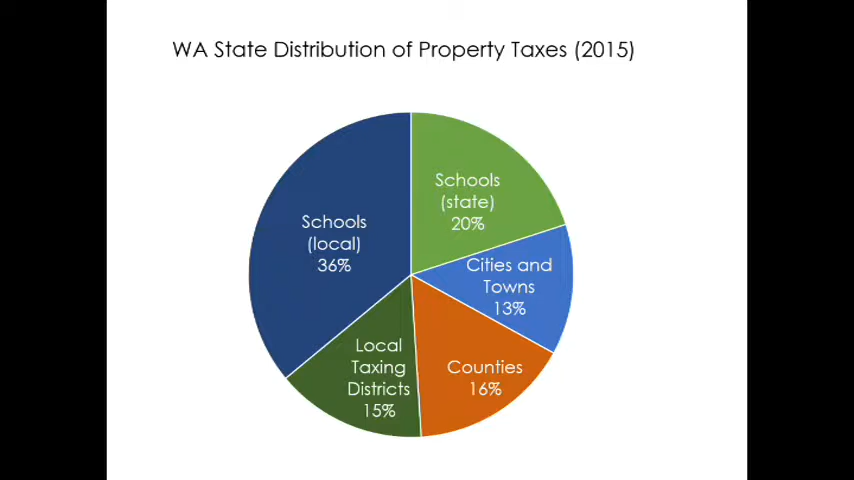 WA State Distribution of Property Taxes (2015)
Schools
(state)
20%
Cities and
Towns
13%
Counties
16%
Local
Taxing
Districts
15%
Schools
(local)
36%